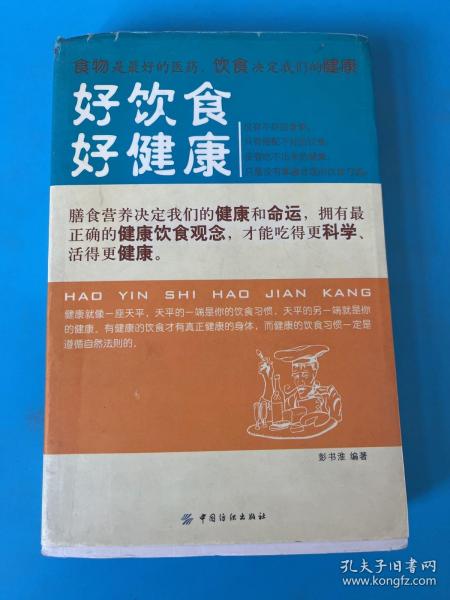 食物是最好的医药，饮食决定我们的健康
好饮食
好健康
膳食营养决定我们的健康和命运，拥有最
正确的健康饮食观念，才能吃得更科学、
活得更健康。
HAO YIN SHI HAO JIAN KANG
健康就像一座天平，天平的一端是你的饮食习惯，天平的另一端就是你
的健康。有健康的饮食才有真正健康的身体，而健康的饮食习惯一定是
遵循自然法则的。
彭书淮 编著
中国纺织出版社
孔夫子旧书网
www.kongfz.com